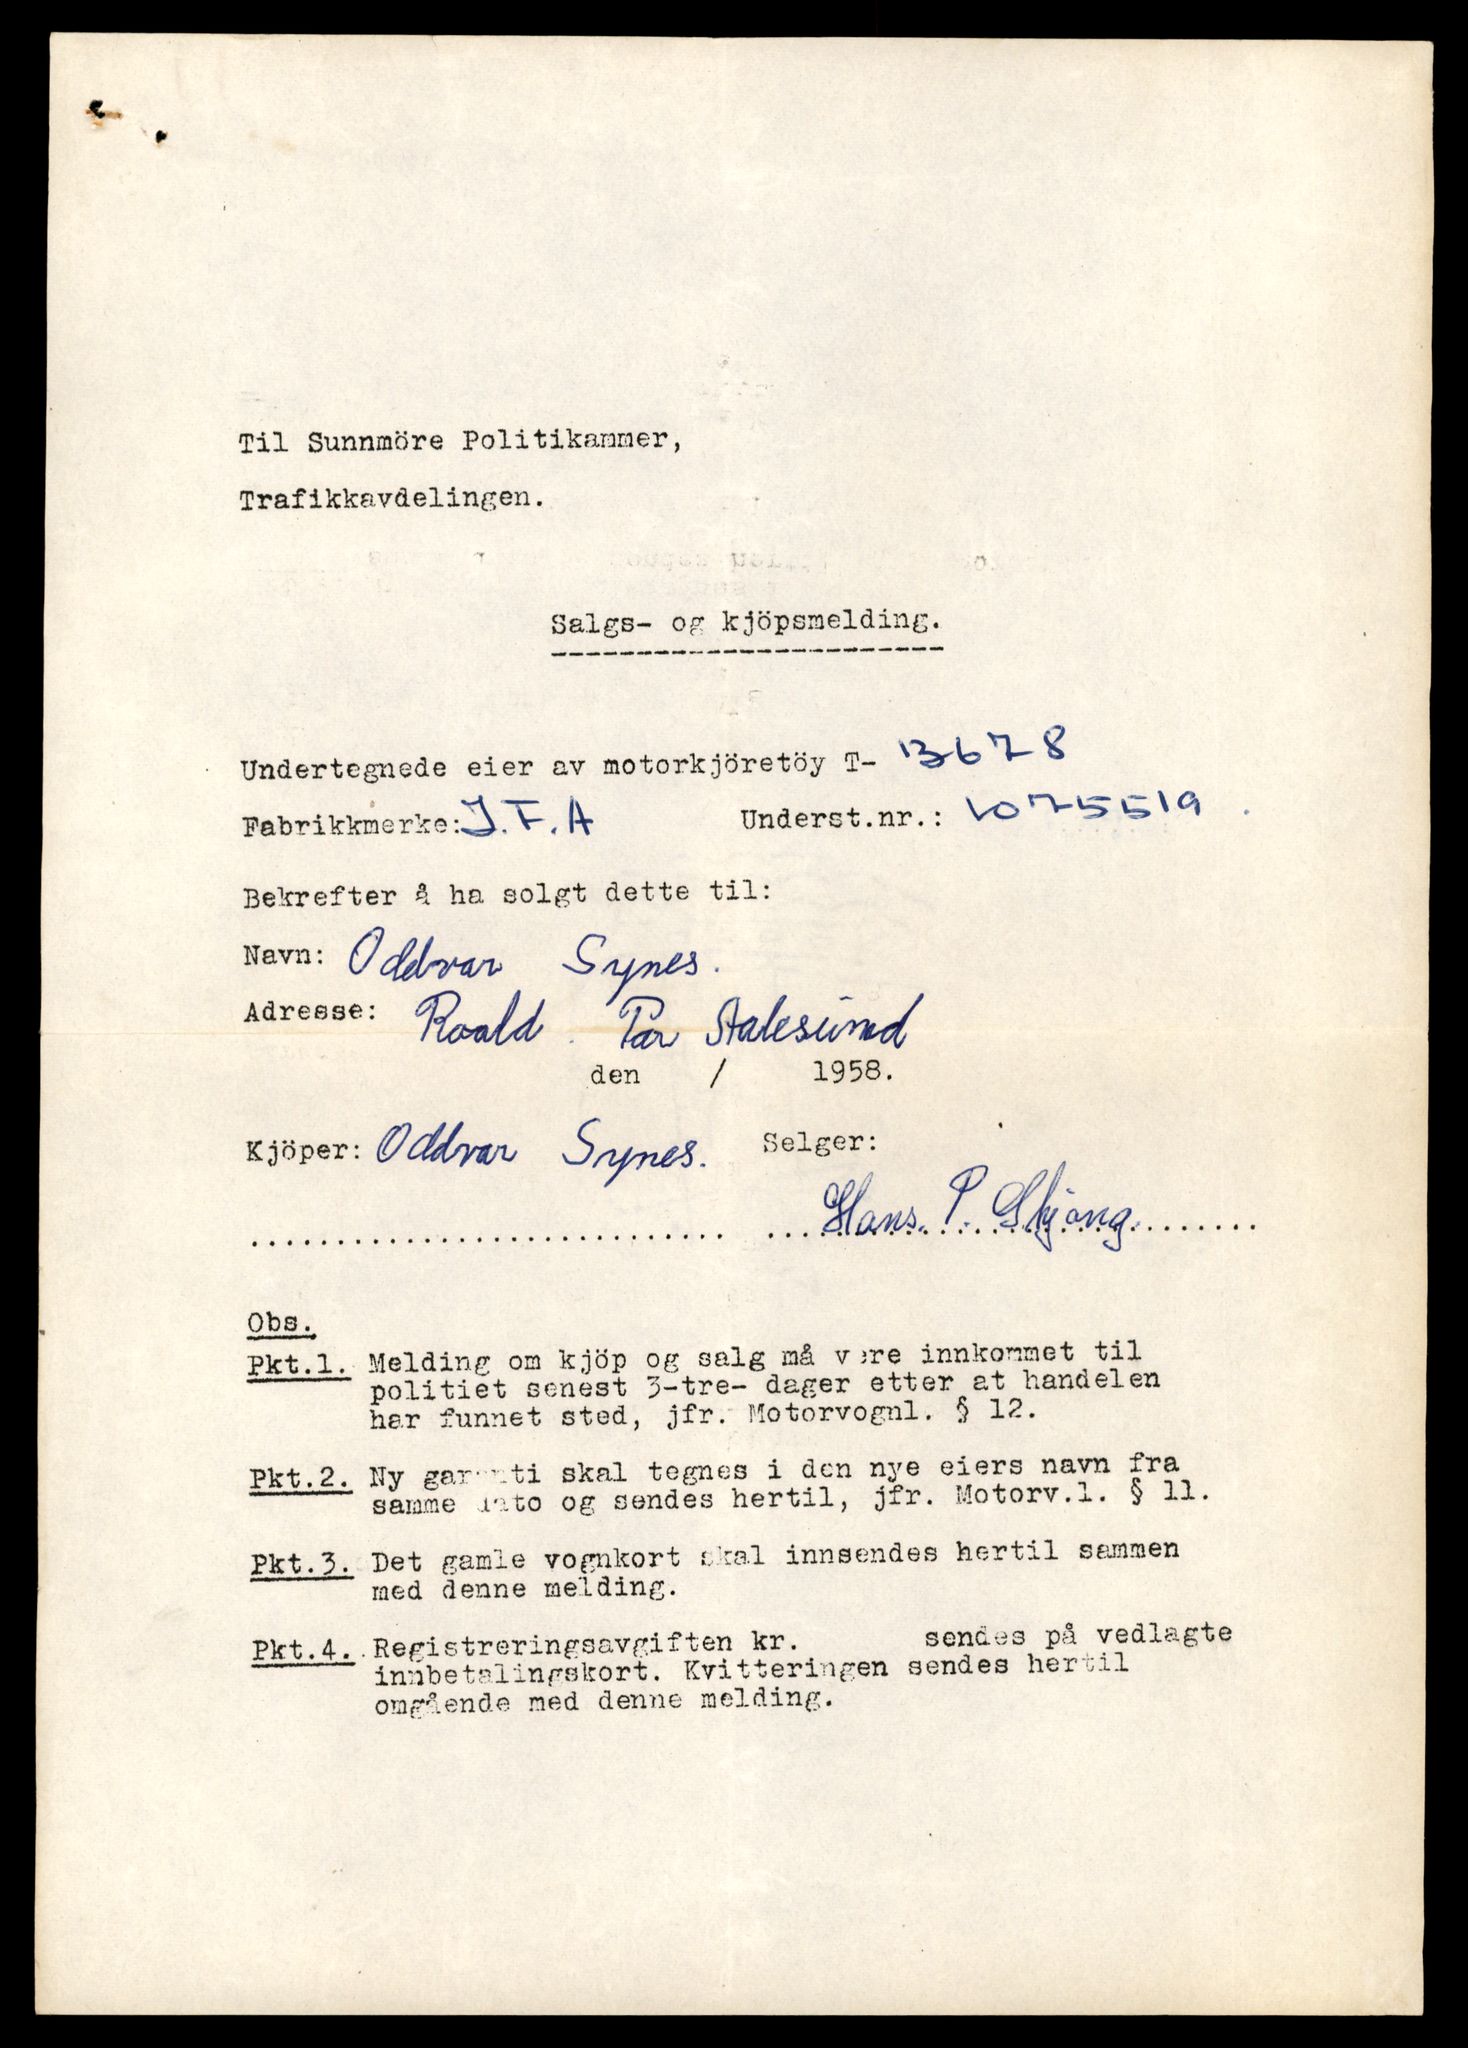 Til Sunnmöre Politikammer,
Trafikkavdelingen.
Salgs- og kjöpsmelding.
Undertegnede eier av motorkjöretöy T- 13678
Fabrikkmerke: J.F.A Underst.nr.: 1075519.
Bekrefter å ha solgt dette til:
Navn: Oddvar Synes.
Adresse: Roald. Par Aalesund
den / 1958.
Kjöper: Oddvar Synes. Selger:
Hans. P. Skjong
Obs.
Pkt.1. Melding om kjöp og salg må være innkommet til
politiet senest 3-tre- dager etter at handelen
har funnet sted, jfr. Motorvognl. § 12.
Pkt.2. Ny garanti skal tegnes i den nye eiers navn fra
samme dato og sendes hertil, jfr. Motorv.l. § 11.
Pkt.3. Det gamle vognkort skal innsendes hertil sammen
med denne melding.
Pkt.4. Registreringsavgiften kr. sendes på vedlagte
innbetalingskort. Kvitteringen sendes hertil
omgående med denne melding.